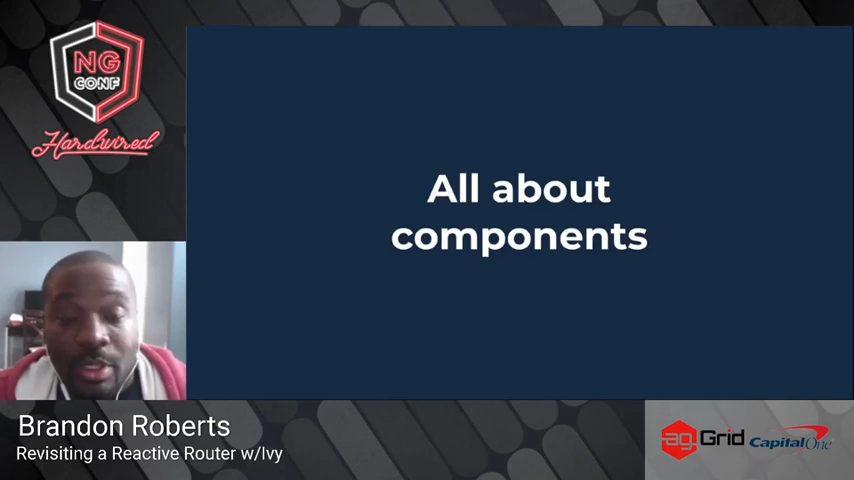 NG
CONF
Hardwired
All about
components
Brandon Roberts
Revisiting a Reactive Router w/Ivy
ag Grid
Capital One